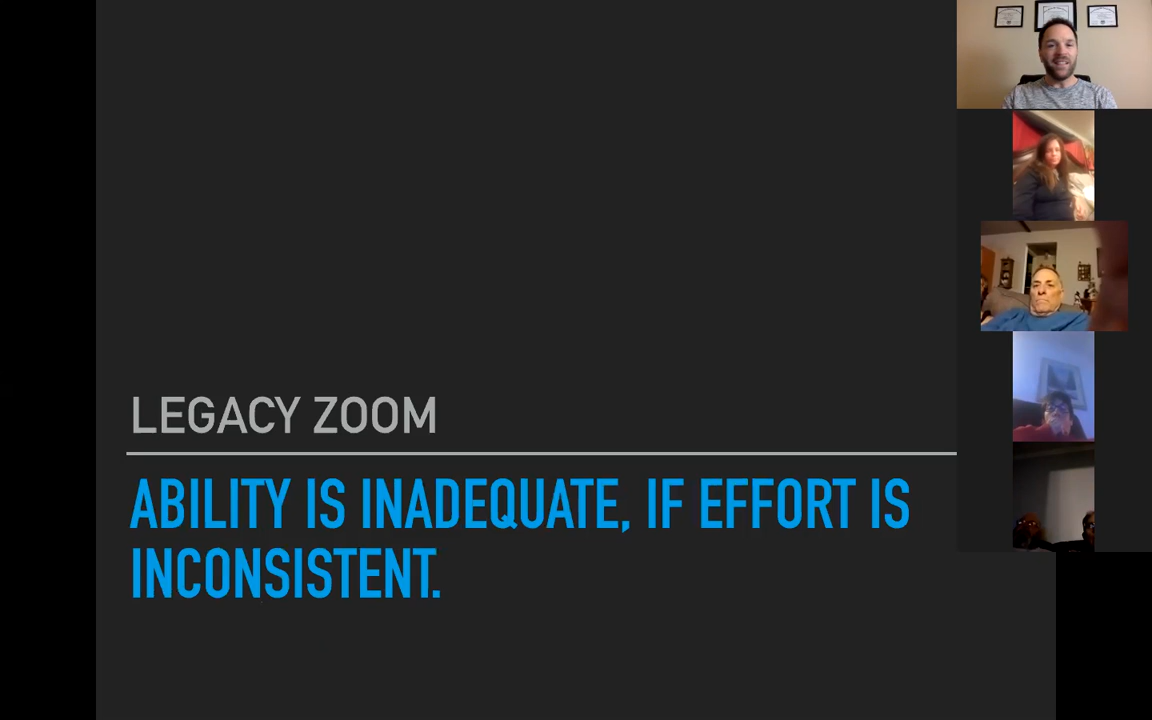 LEGACY ZOOM
ABILITY IS INADEQUATE, IF EFFORT IS
INCONSISTENT.